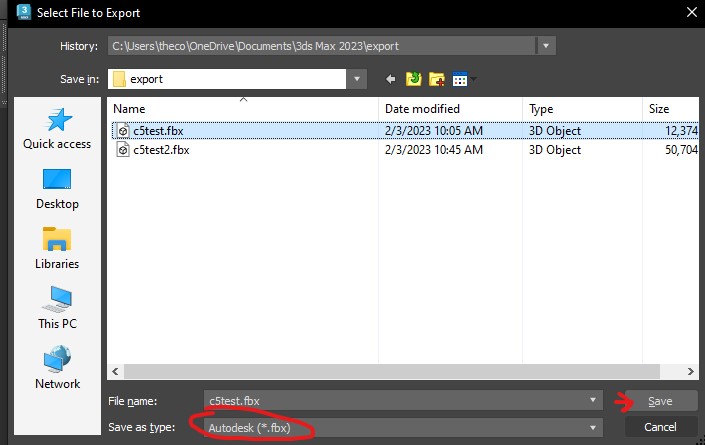 Select File to Export
History: C:\Users\theco\OneDrive\Documents\3ds Max 2023\export
Save in: export
Name Date modified Type Size
c5test.fbx 2/3/2023 10:05 AM 3D Object 12,374
c5test2.fbx 2/3/2023 10:45 AM 3D Object 50,704
Quick access
Desktop
Libraries
This PC
Network
File name: c5test.fbx Save
Save as type: Autodesk (*.fbx) Cancel